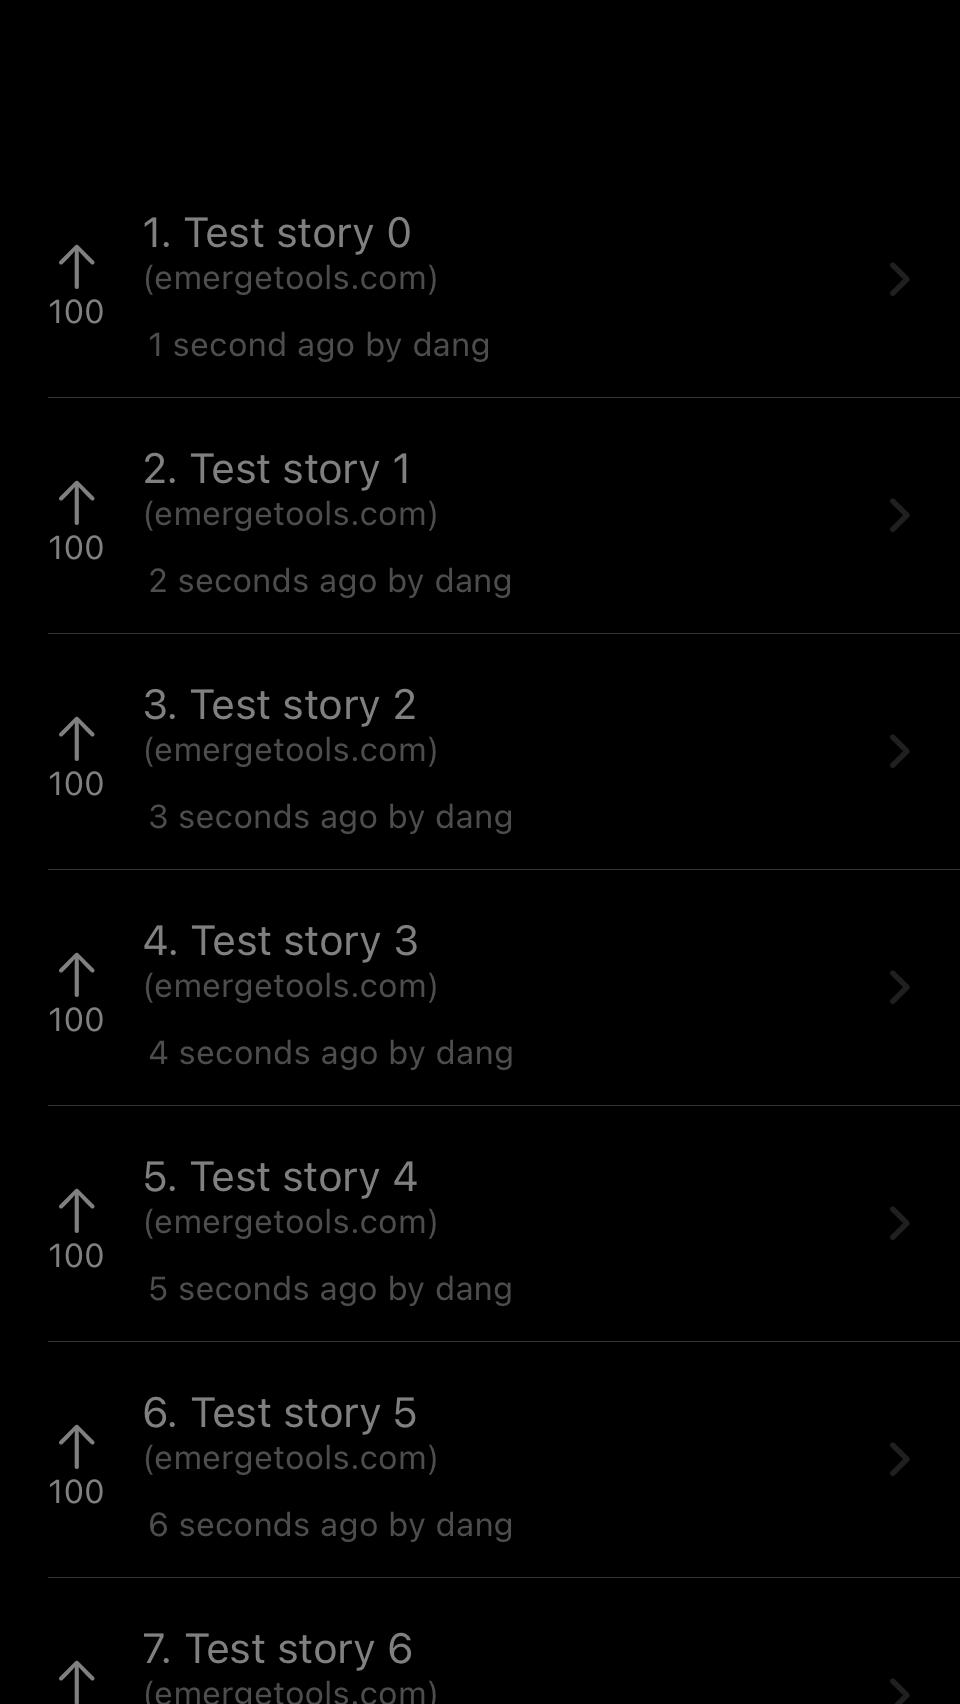 1. Test story 0
(emergetools.com)
100
1 second ago by dang
2. Test story 1
(emergetools.com)
100
2 seconds ago by dang
3. Test story 2
(emergetools.com)
100
3 seconds ago by dang
4. Test story 3
(emergetools.com)
100
4 seconds ago by dang
5. Test story 4
(emergetools.com)
100
5 seconds ago by dang
6. Test story 5
(emergetools.com)
100
6 seconds ago by dang
7. Test story 6
(emergetools.com)